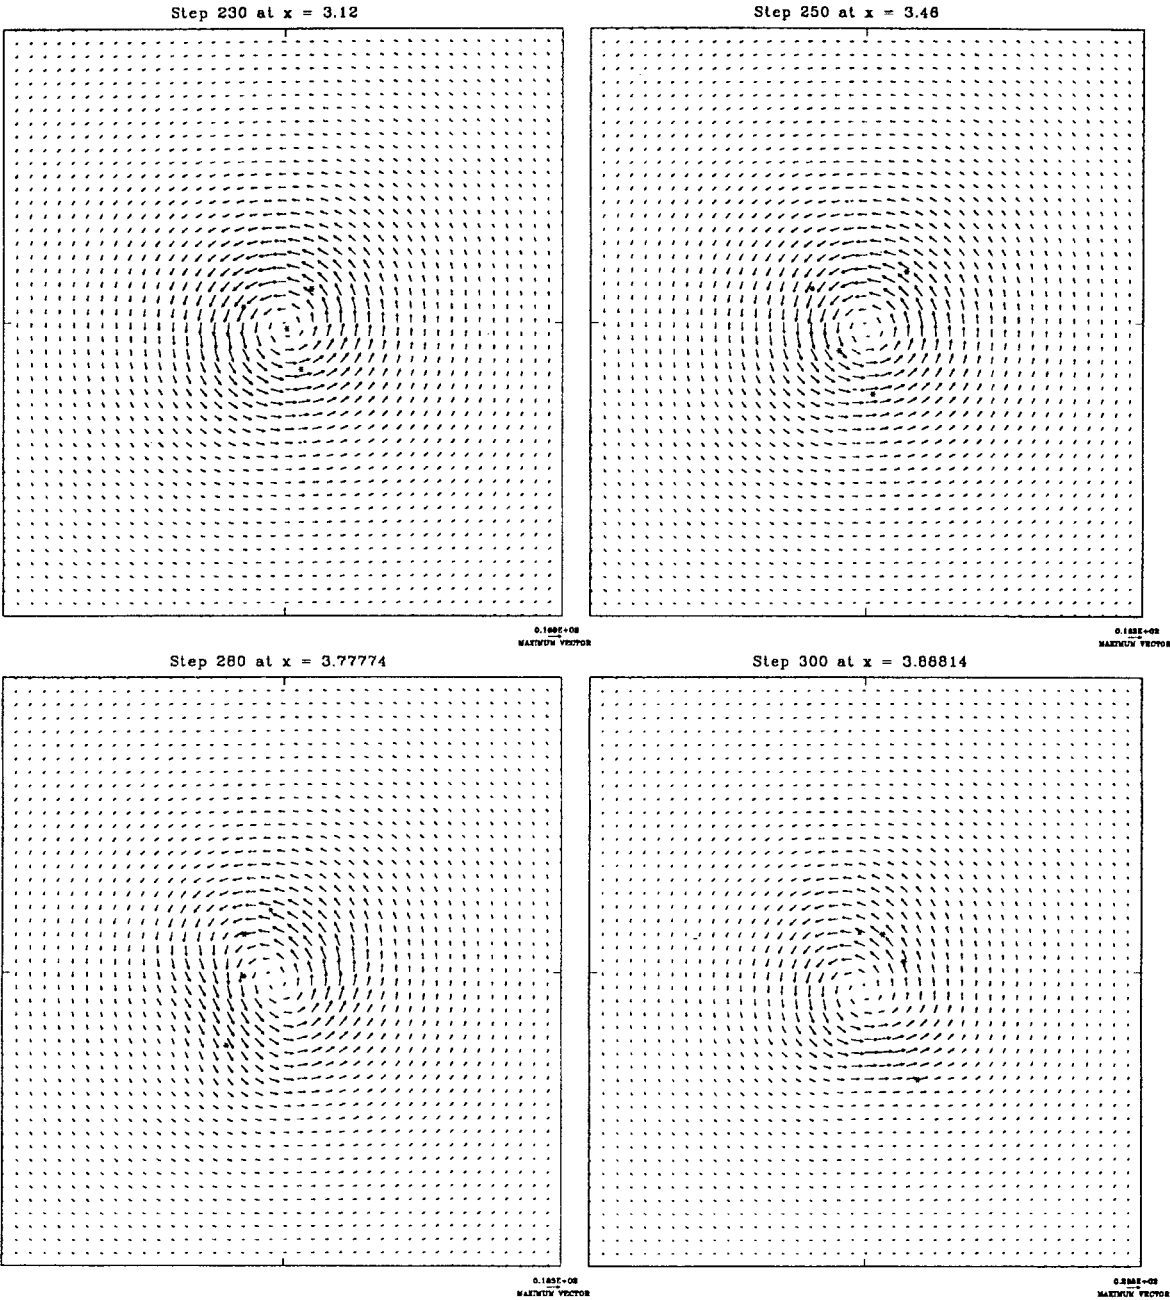 Step 230 at x = 3.12
Step 250 at x = 3.46
MAXIMUM VECTOR
MAXIMUM VECTOR
Step 280 at x = 3.77774
Step 300 at x = 3.88814
MAXIMUM VECTOR
MAXIMUM VECTOR